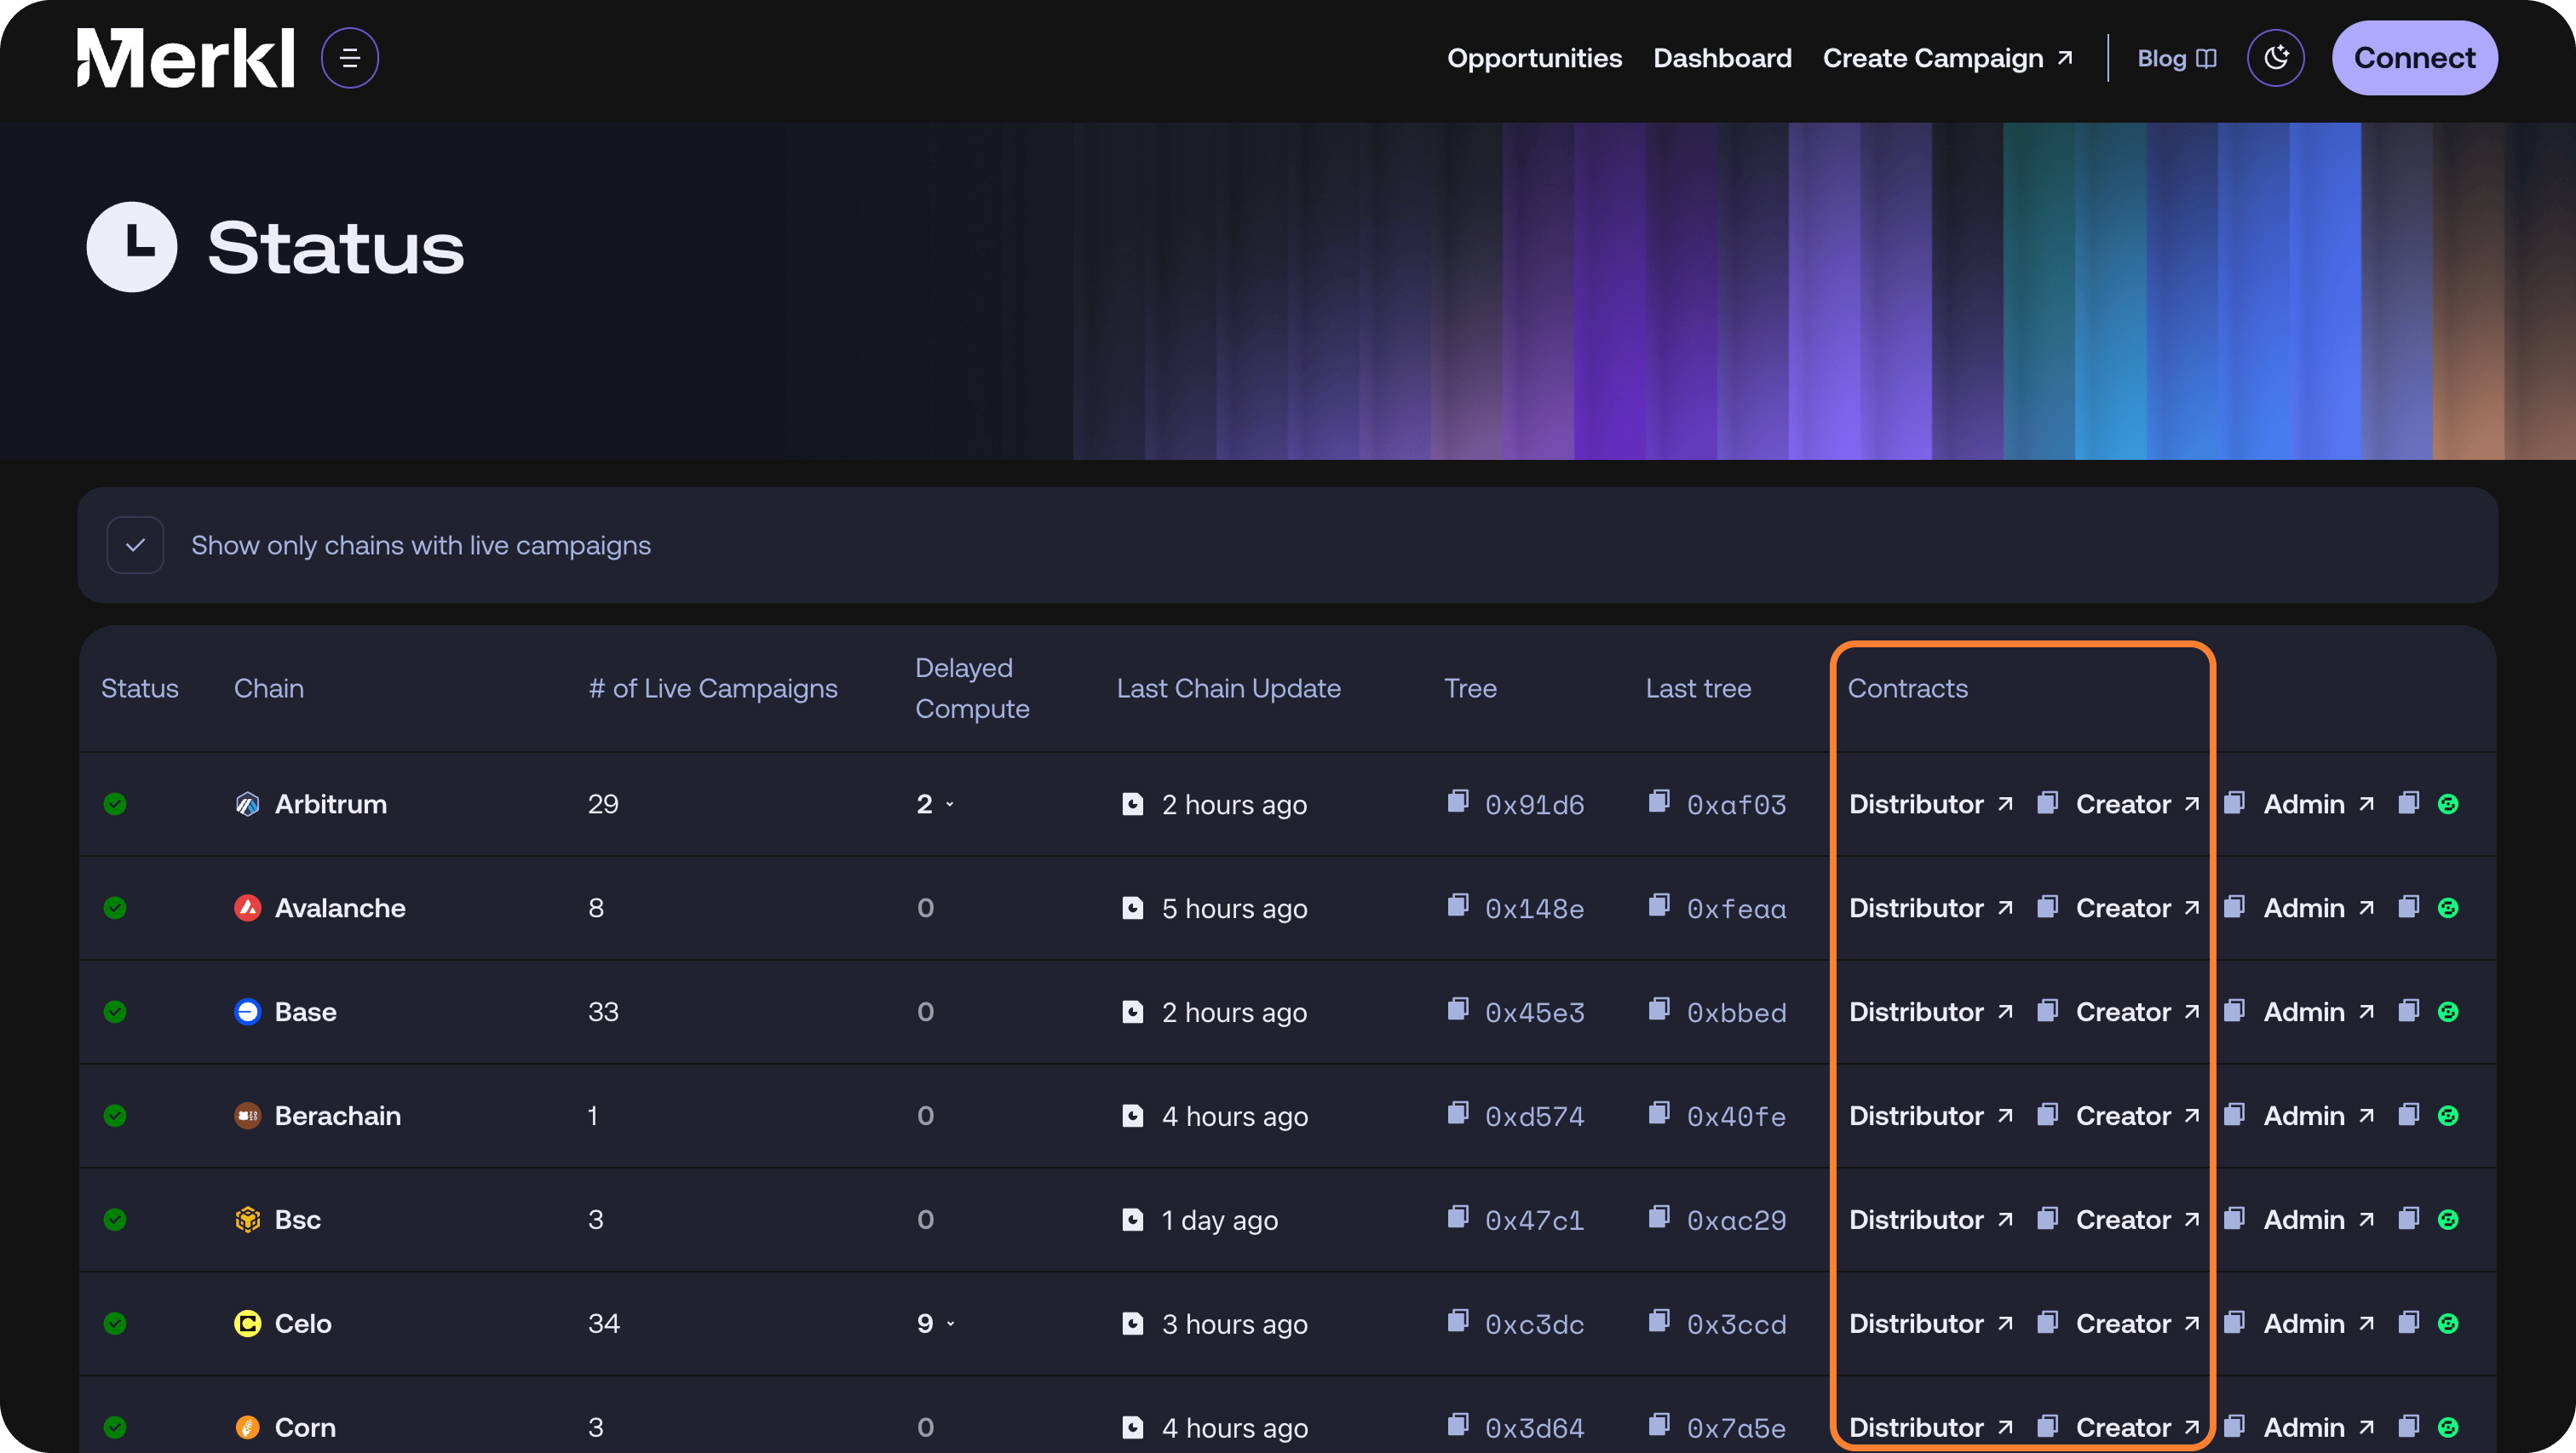 Merkl
Opportunities Dashboard Create Campaign Blog Connect
Status
Show only chains with live campaigns
Status Chain # of Live Campaigns Delayed Compute Last Chain Update Tree Last tree Contracts
Arbitrum 29 2 2 hours ago 0x91d6 0xaf03 Distributor Creator Admin
Avalanche 8 0 5 hours ago 0x148e 0xfeaa Distributor Creator Admin
Base 33 0 2 hours ago 0x45e3 0xbbed Distributor Creator Admin
Berachain 1 0 4 hours ago 0xd574 0x40fe Distributor Creator Admin
Bsc 3 0 1 day ago 0x47c1 0xac29 Distributor Creator Admin
Celo 34 9 3 hours ago 0xc3dc 0x3ccd Distributor Creator Admin
Corn 3 0 4 hours ago 0x3d64 0x7a5e Distributor Creator Admin